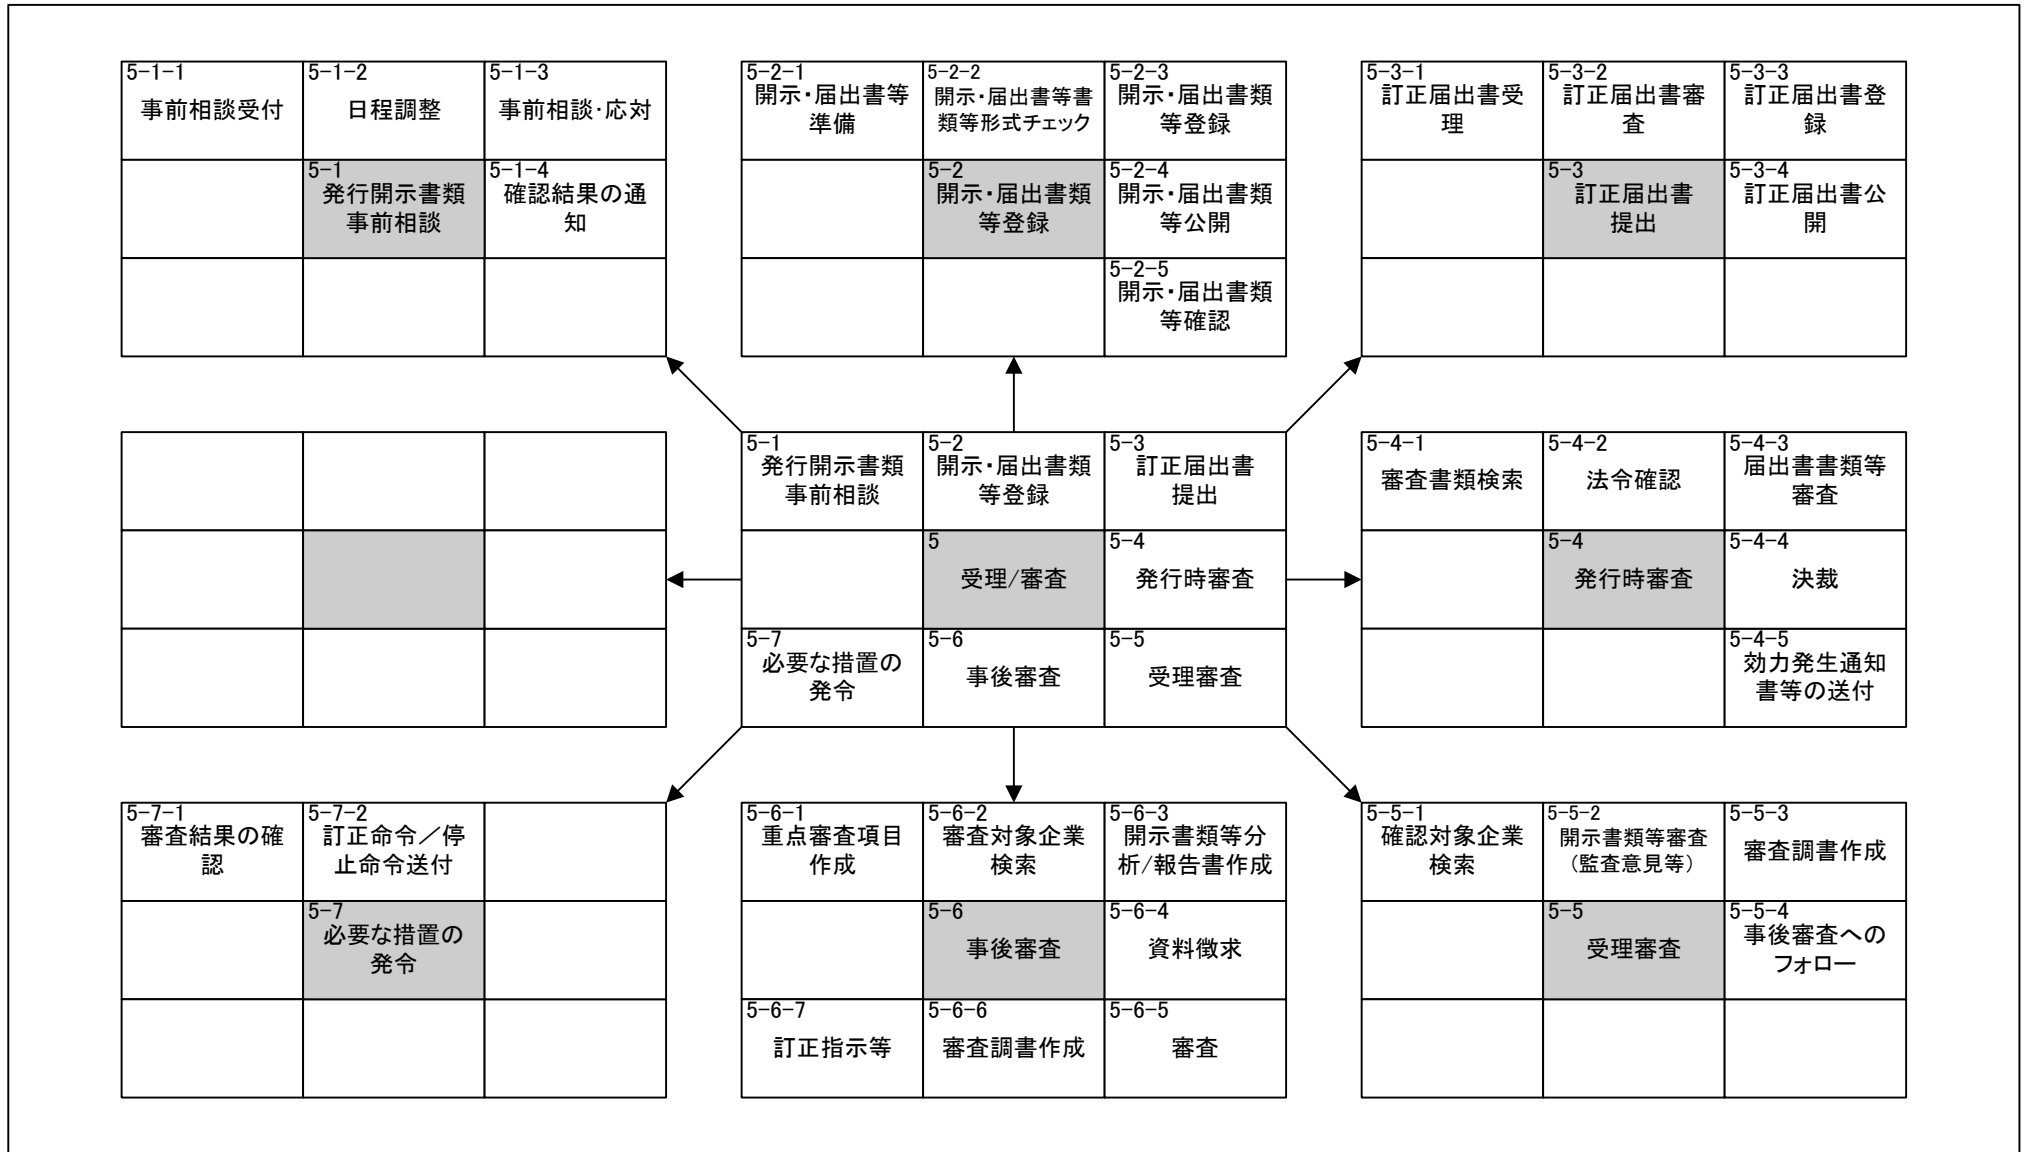 5-1-1
事前相談受付
5-1-2
日程調整
5-1-3
事前相談・応対
5-1
発行開示書類
事前相談
5-1-4
確認結果の通
知
5-2-1
開示・届出書等
準備
5-2-2
開示・届出書等書
類等形式チェック
5-2-3
開示・届出書類
等登録
5-2
開示・届出書類
等登録
5-2-4
開示・届出書類
等公開
5-2-5
開示・届出書類
等確認
5-3-1
訂正届出書受
理
5-3-2
訂正届出書審
査
5-3-3
訂正届出書登
録
5-3
訂正届出書
提出
5-3-4
訂正届出書公
開
5-1
発行開示書類
事前相談
5-2
開示・届出書類
等登録
5-3
訂正届出書
提出
5
受理/審査
5-4
発行時審査
5-7
必要な措置の
発令
5-6
事後審査
5-5
受理審査
5-4-1
審査書類検索
5-4-2
法令確認
5-4-3
届出書書類等
審査
5-4
発行時審査
5-4-4
決裁
5-4-5
効力発生通知
書等の送付
5-7-1
審査結果の確
認
5-7-2
訂正命令／停
止命令送付
5-7
必要な措置の
発令
5-6-1
重点審査項目
作成
5-6-2
審査対象企業
検索
5-6-3
開示書類等分
析/報告書作成
5-6
事後審査
5-6-4
資料徴求
5-6-7
訂正指示等
5-6-6
審査調書作成
5-6-5
審査
5-5-1
確認対象企業
検索
5-5-2
開示書類等審査
（監査意見等）
5-5-3
審査調書作成
5-5
受理審査
5-5-4
事後審査への
フォロー